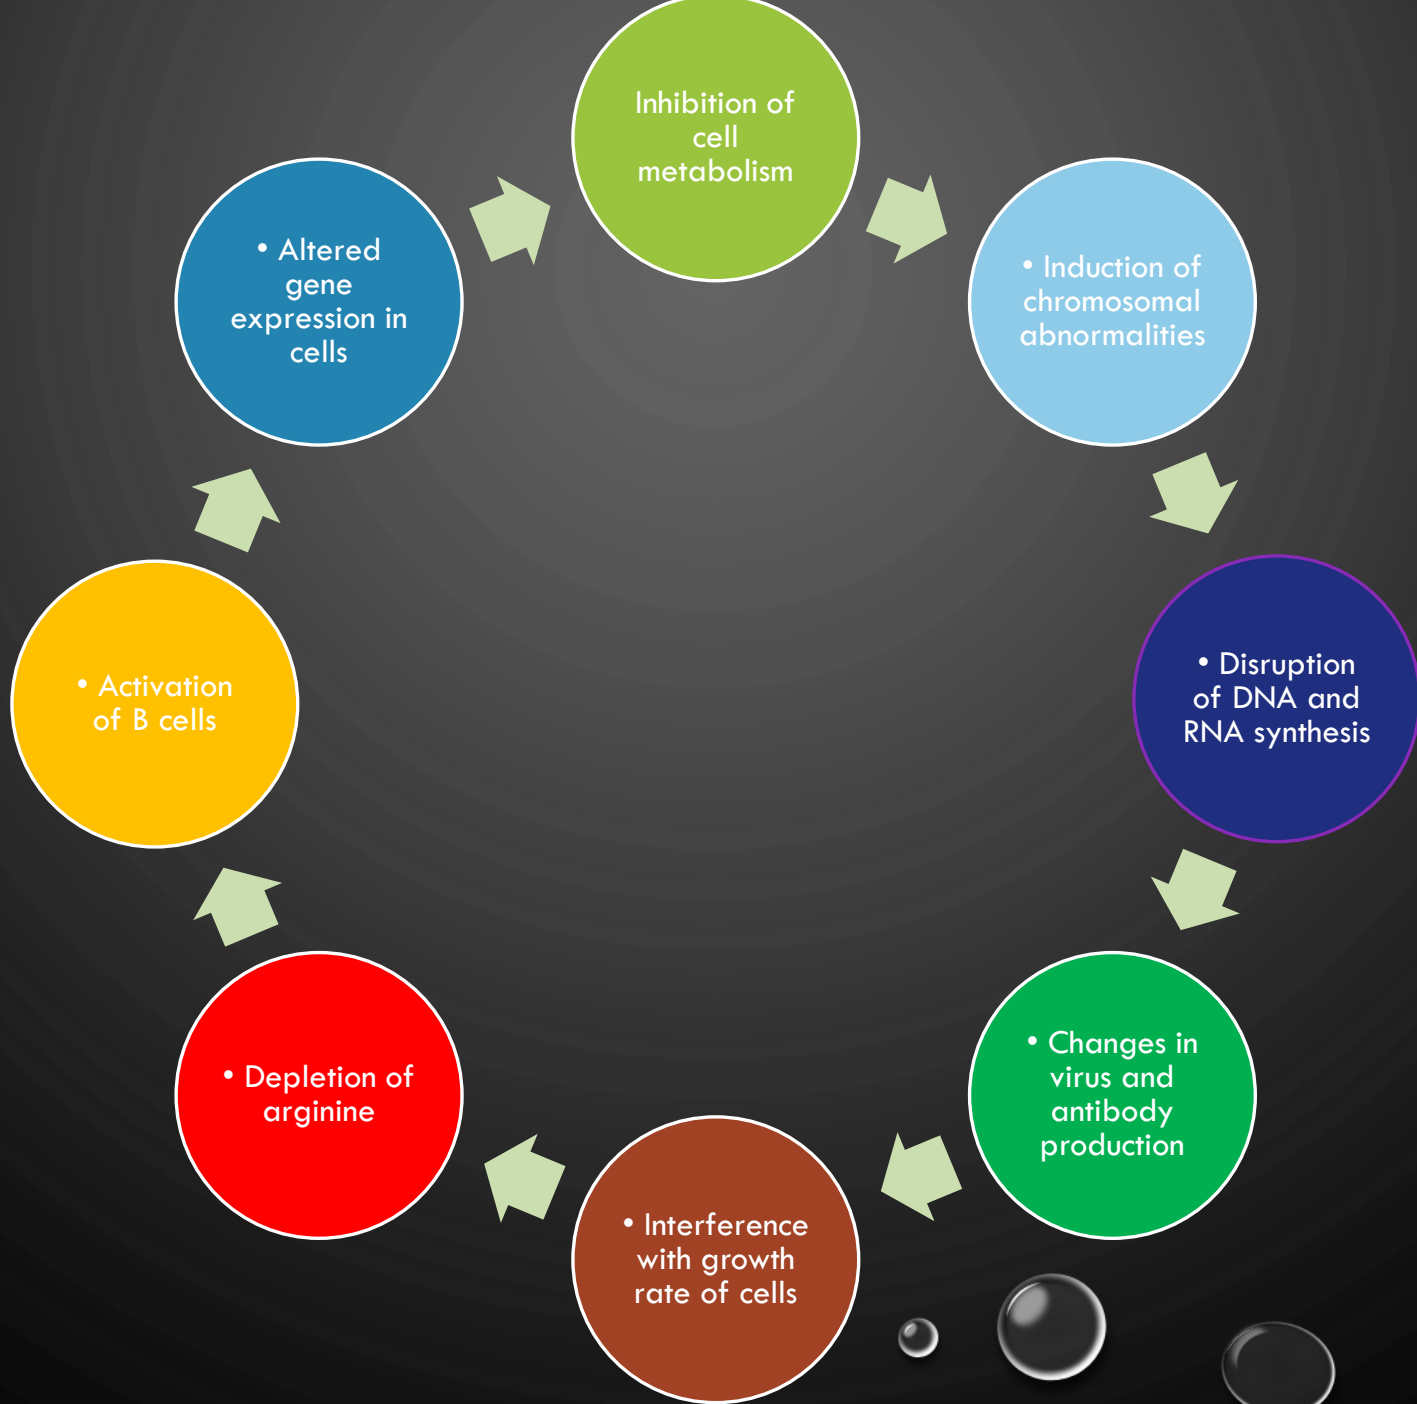 Inhibition of
cell
metabolism
• Induction of
chromosomal
abnormalities
• Disruption
of DNA and
RNA synthesis
• Changes in
virus and
antibody
production
• Interference
with growth
rate of cells
• Depletion of
arginine
• Activation
of B cells
• Altered
gene
expression in
cells